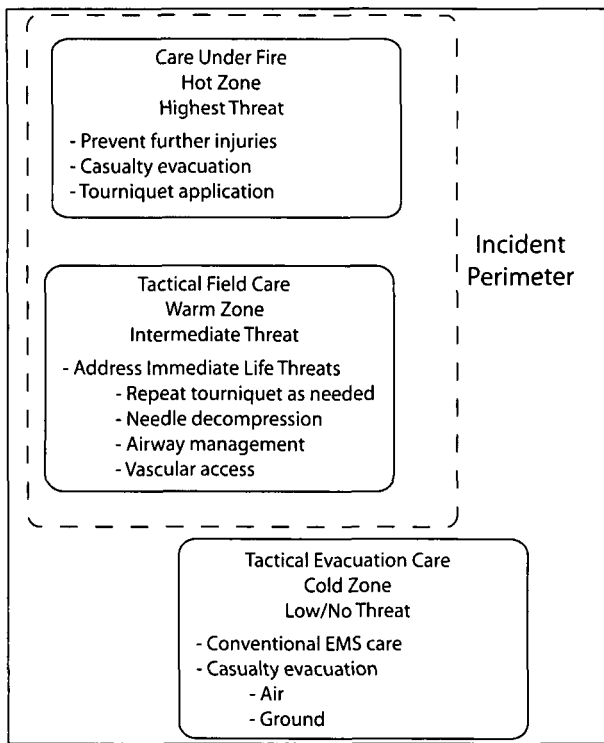 Care Under Fire
Hot Zone
Highest Threat
- Prevent further injuries
- Casualty evacuation
- Tourniquet application
Incident
Perimeter
Tactical Field Care
Warm Zone
Intermediate Threat
- Address Immediate Life Threats
- Repeat tourniquet as needed
- Needle decompression
- Airway management
- Vascular access
Tactical Evacuation Care
Cold Zone
Low/No Threat
- Conventional EMS care
- Casualty evacuation
- Air
- Ground